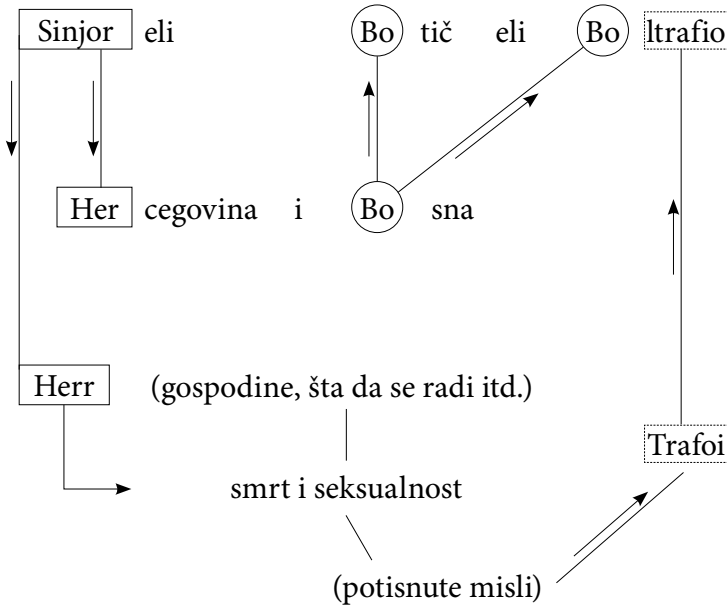 Sinjor eli Bo tič eli Bo ltrafio
Her cegovina i Bo sna
Herr (gospodine, šta da se radi itd.)
Trafoi
smrt i seksualnost
(potisnute misli)